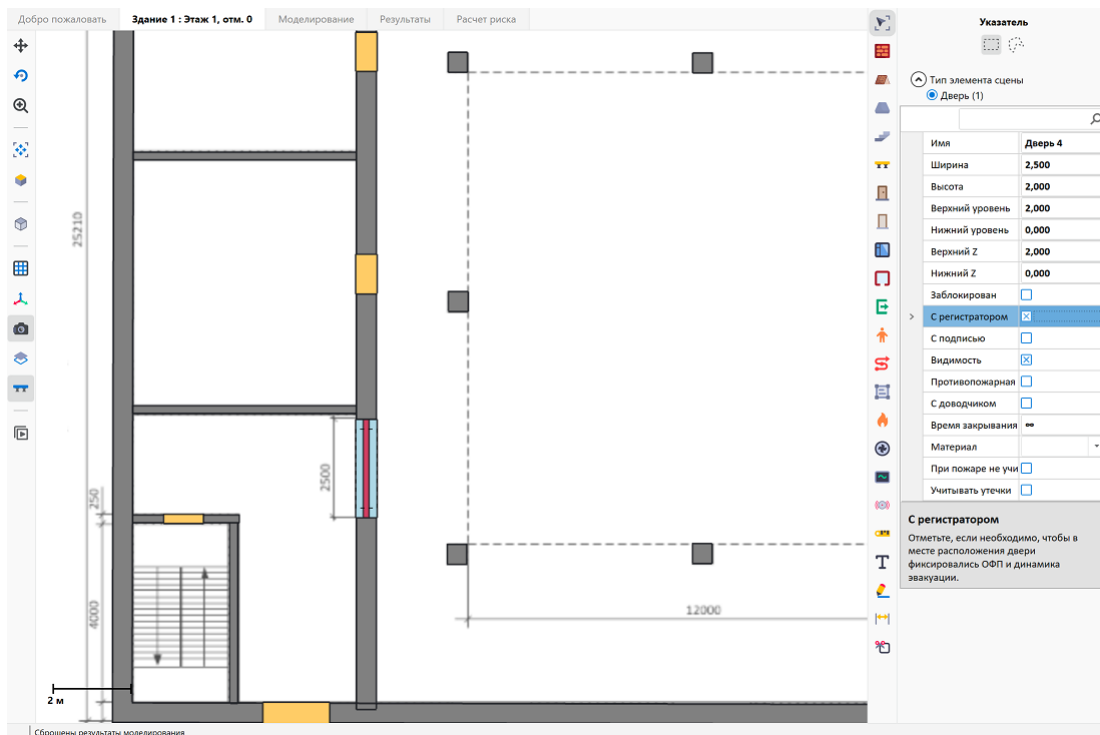 Добро пожаловать
Здание 1 : Этаж 1, отм. 0
Моделирование
Результаты
Расчет риска
25210
250
4000
2500
12000
2 м
Сброшены результаты моделирования
Указатель
Тип элемента сцены
Дверь (1)
Имя Дверь 4
Ширина 2,500
Высота 2,000
Верхний уровень 2,000
Нижний уровень 0,000
Верхний Z 2,000
Нижний Z 0,000
Заблокирован
С регистратором
С подписью
Видимость
Противопожарная
С доводчиком
Время закрывания ∞
Материал
При пожаре не учи
Учитывать утечки
С регистратором
Отметьте, если необходимо, чтобы в
месте расположения двери
фиксировались ОФП и динамика
эвакуации.